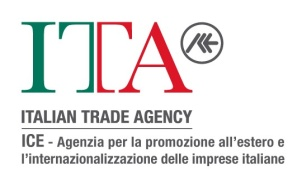 ITA
ITALIAN TRADE AGENCY
ICE - Agenzia per la promozione all'estero e
l'internazionalizzazione delle imprese italiane